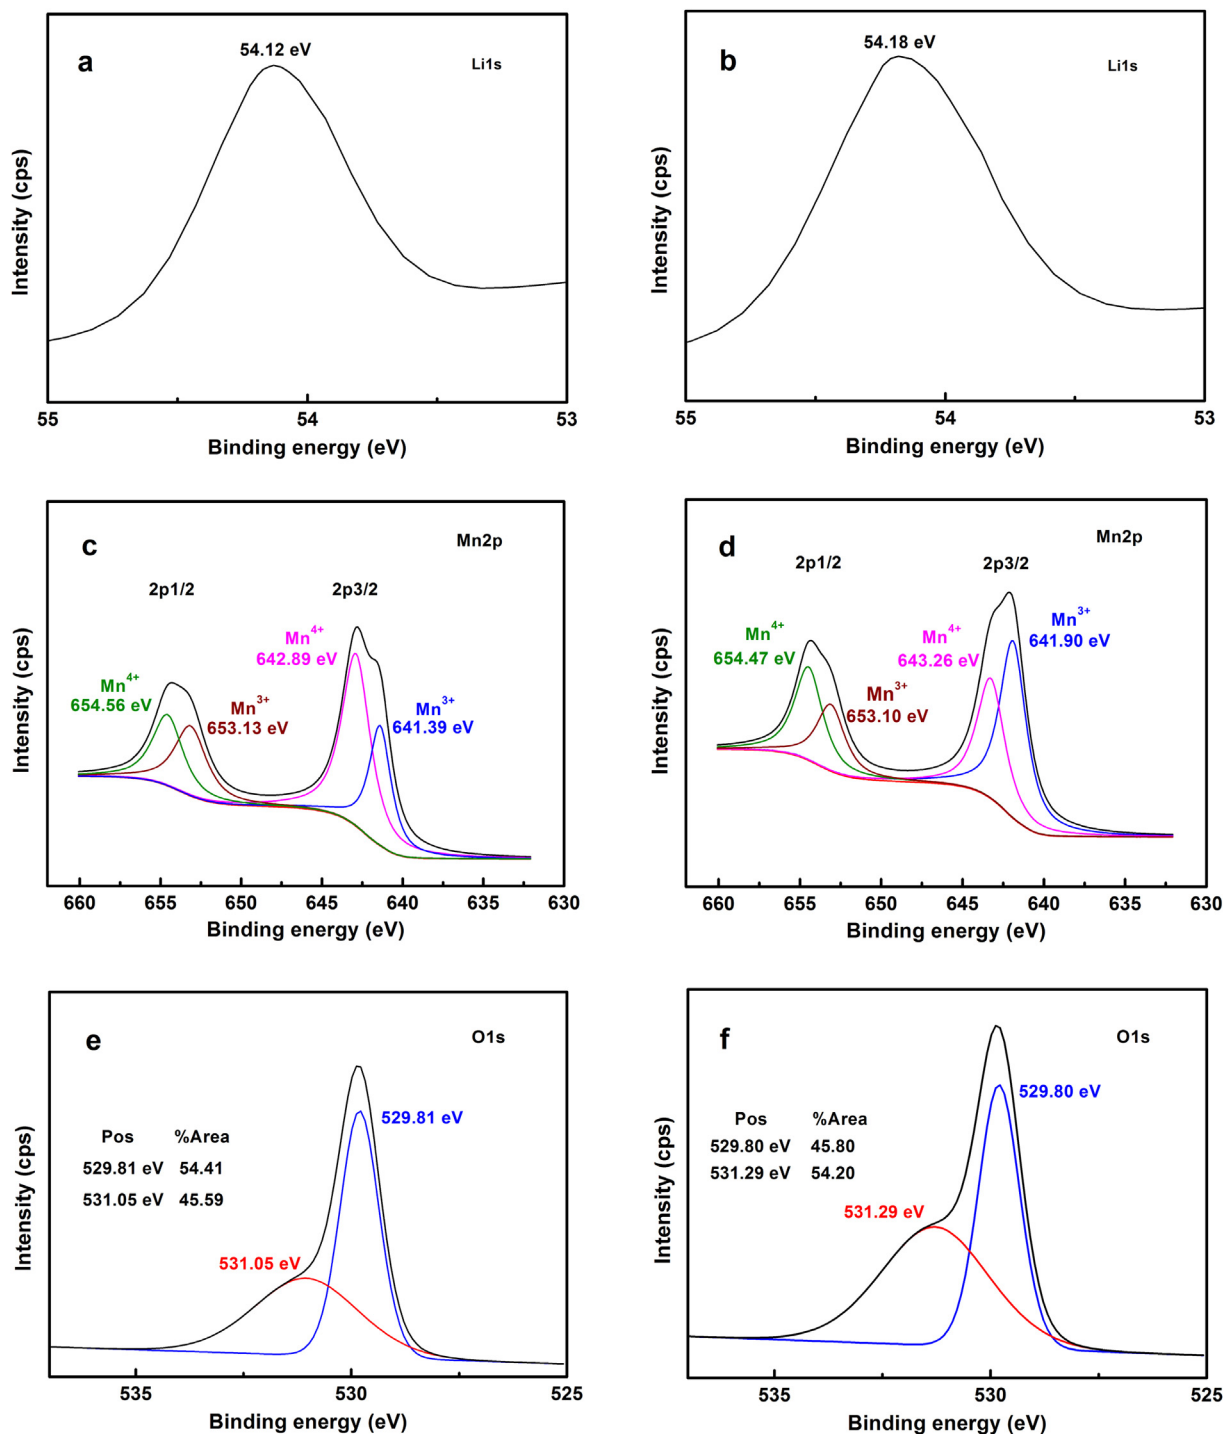 a
54.12 eV
Li1s
Intensity (cps)
55 54 53
Binding energy (eV)
b
54.18 eV
Li1s
Intensity (cps)
55 54 53
Binding energy (eV)
c
Mn2p
2p1/2 2p3/2
Mn4+
642.89 eV
Mn4+
654.56 eV
Mn3+
653.13 eV
Mn3+
641.39 eV
Intensity (cps)
660 655 650 645 640 635 630
Binding energy (eV)
d
Mn2p
2p1/2 2p3/2
Mn4+
654.47 eV
Mn3+
653.10 eV
Mn4+
643.26 eV
Mn3+
641.90 eV
Intensity (cps)
660 655 650 645 640 635 630
Binding energy (eV)
e
O1s
529.81 eV
Pos %Area
529.81 eV 54.41
531.05 eV 45.59
531.05 eV
Intensity (cps)
535 530 525
Binding energy (eV)
f
O1s
529.80 eV
Pos %Area
529.80 eV 45.80
531.29 eV 54.20
531.29 eV
Intensity (cps)
535 530 525
Binding energy (eV)